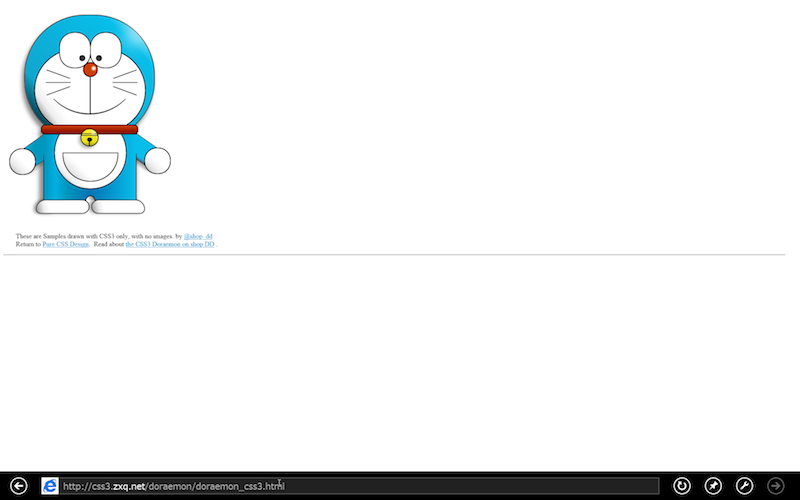 These are Samples drawn with CSS3 only, with no images. by @shop_dd
Return to Pure CSS Design. Read about the CSS3 Doraemon on shop DD .
http://css3.zxq.net/doraemon/doraemon_css3.html